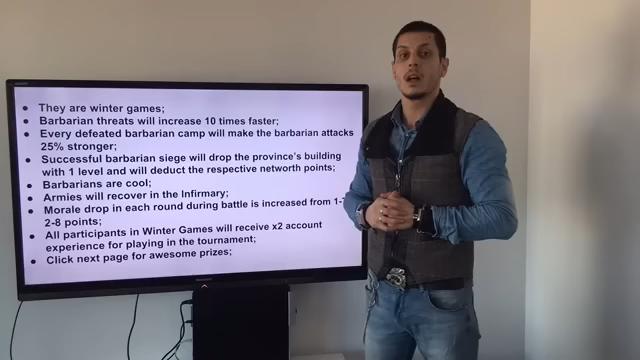 • They are winter games;
• Barbarian threats will increase 10 times faster;
• Every defeated barbarian camp will make the barbarian attacks
25% stronger;
• Successful barbarian siege will drop the province's building
with 1 level and will deduct the respective networth points;
• Barbarians are cool;
• Armies will recover in the Infirmary;
• Morale drop in each round during battle is increased from 1-7
2-8 points;
• All participants in Winter Games will receive x2 account
experience for playing in the tournament;
• Click next page for awesome prizes;